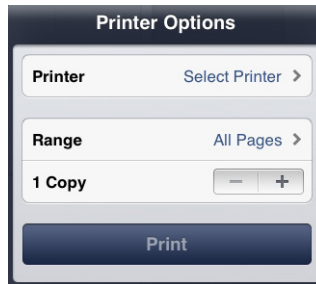 Printer Options
Printer Select Printer >
Range All Pages >
1 Copy − +
Print